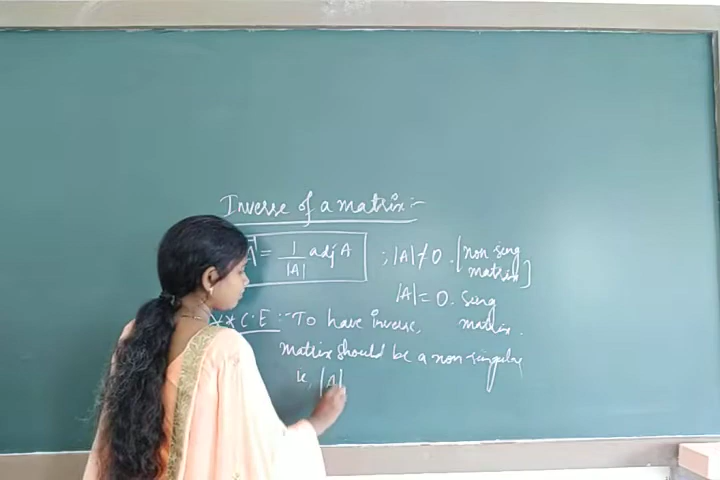 Inverse of a matrix :-
A⁻¹ = 1/|A| adj A ; |A| ≠ 0. [non sing matrix]
|A| = 0. sing matrix.
** C.E :- To have inverse,
matrix should be a non singular
ie, |A|